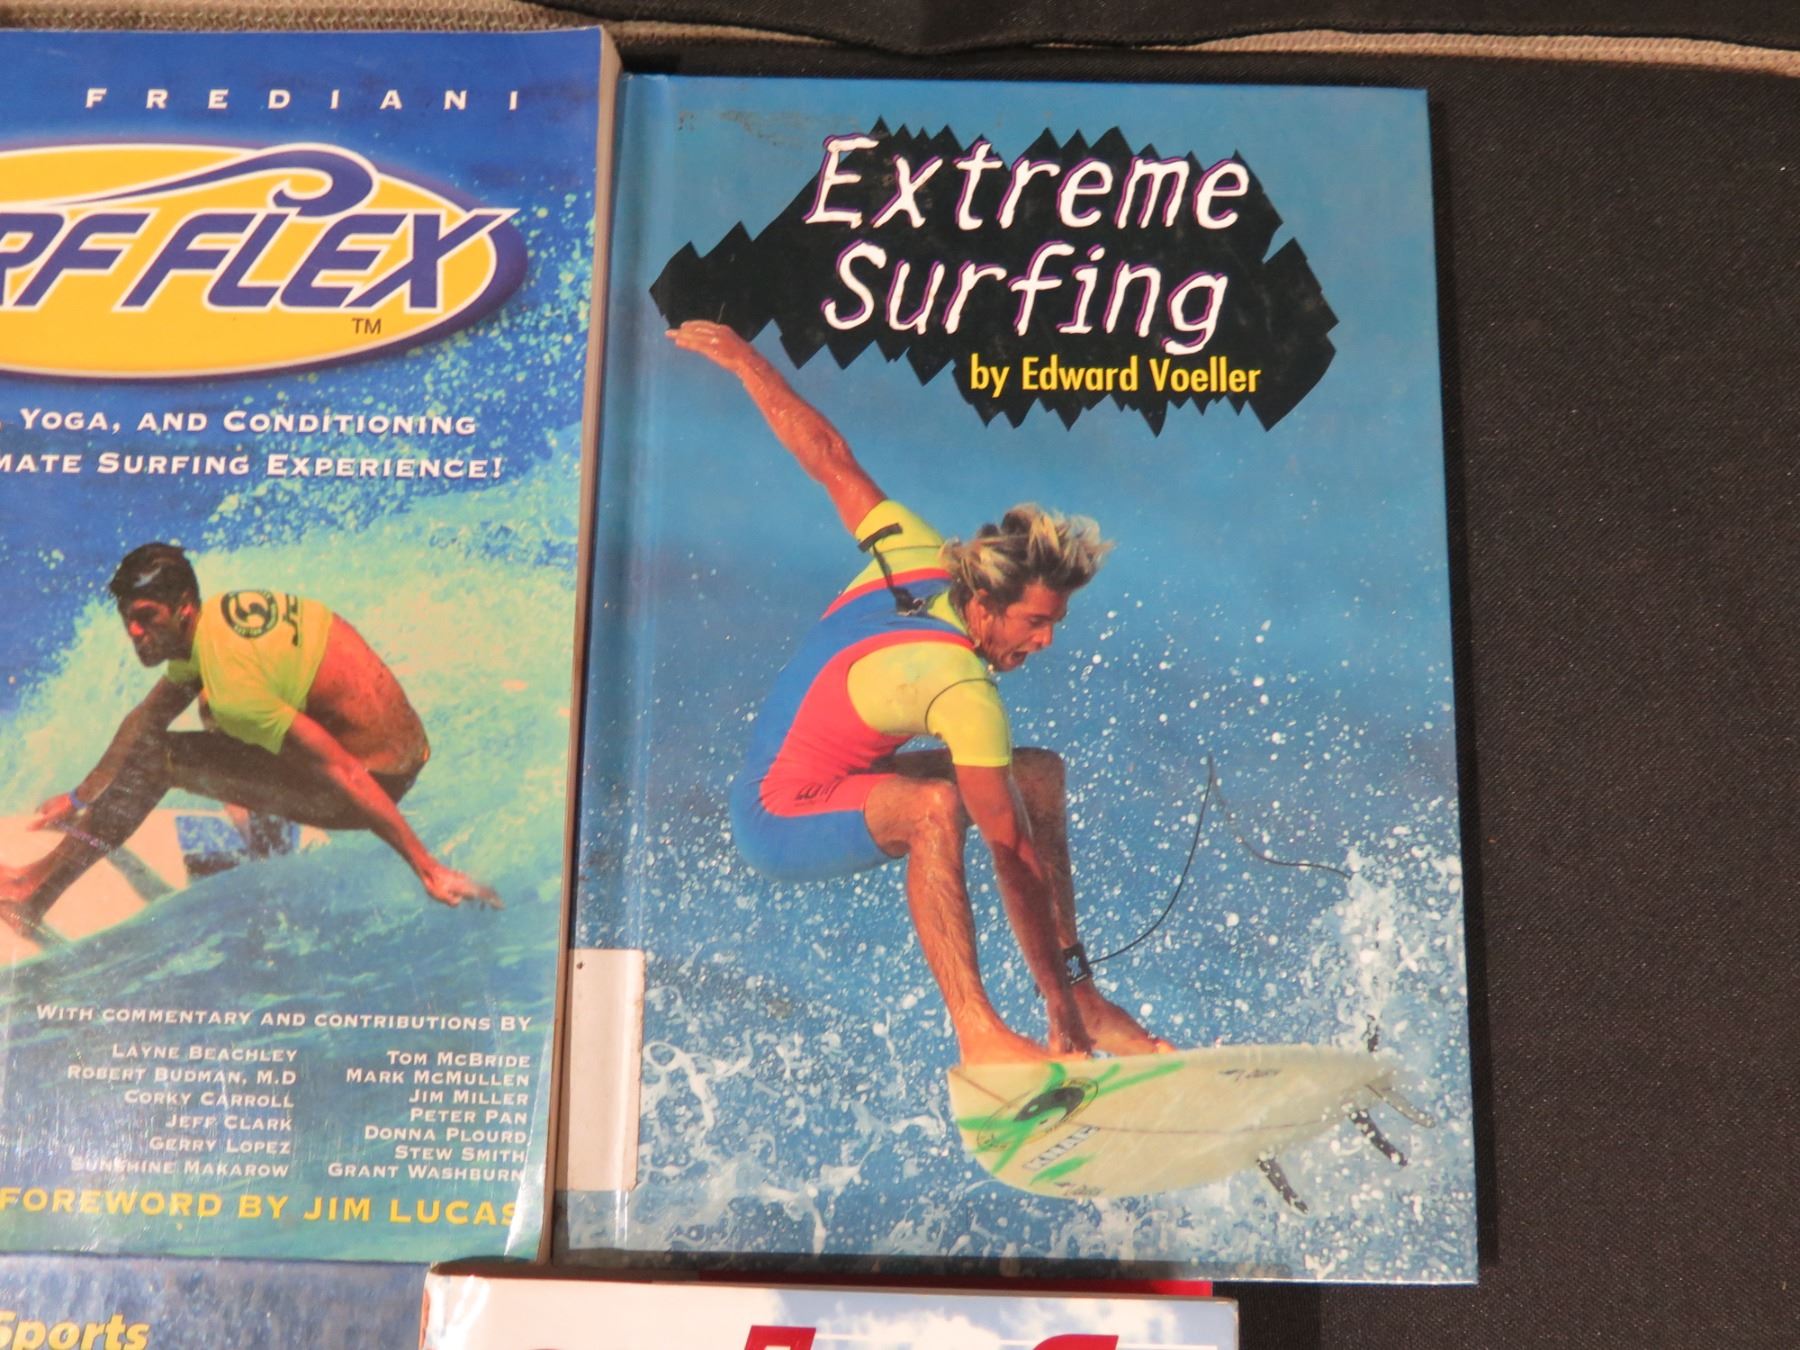 FREDIANI
RF FLEX
TM
, YOGA, AND CONDITIONING
MATE SURFING EXPERIENCE!
WITH COMMENTARY AND CONTRIBUTIONS BY
LAYNE BEACHLEY
ROBERT BUDMAN, M.D
CORKY CARROLL
JEFF CLARK
GERRY LOPEZ
SUNSHINE MAKAROW
TOM MCBRIDE
MARK MCMULLEN
JIM MILLER
PETER PAN
DONNA PLOURD
STEW SMITH
GRANT WASHBURN
FOREWORD BY JIM LUCAS
Extreme
Surfing
by Edward Voeller
Sports